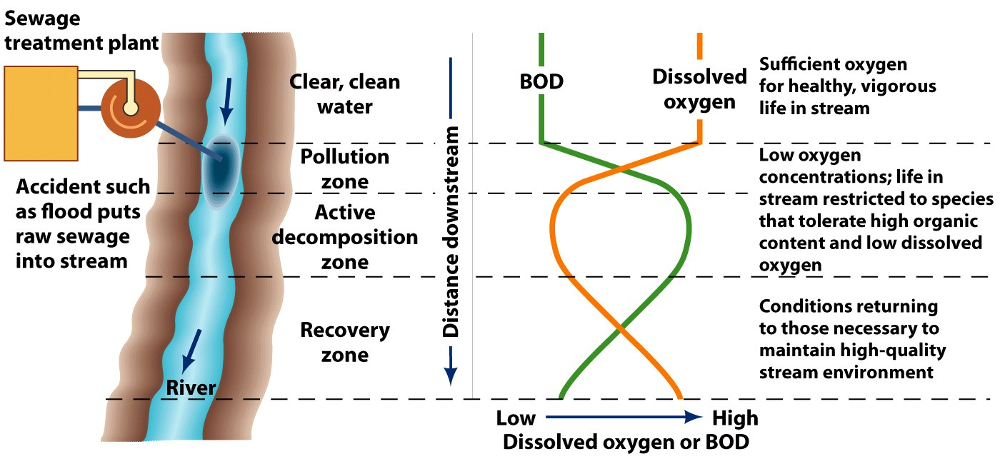 Sewage
treatment plant
Accident such
as flood puts
raw sewage
into stream
Clear, clean
water
Pollution
zone
Active
decomposition
zone
Recovery
zone
River
Distance downstream
BOD
Dissolved
oxygen
Sufficient oxygen
for healthy, vigorous
life in stream
Low oxygen
concentrations; life in
stream restricted to species
that tolerate high organic
content and low dissolved
oxygen
Conditions returning
to those necessary to
maintain high-quality
stream environment
Low
High
Dissolved oxygen or BOD